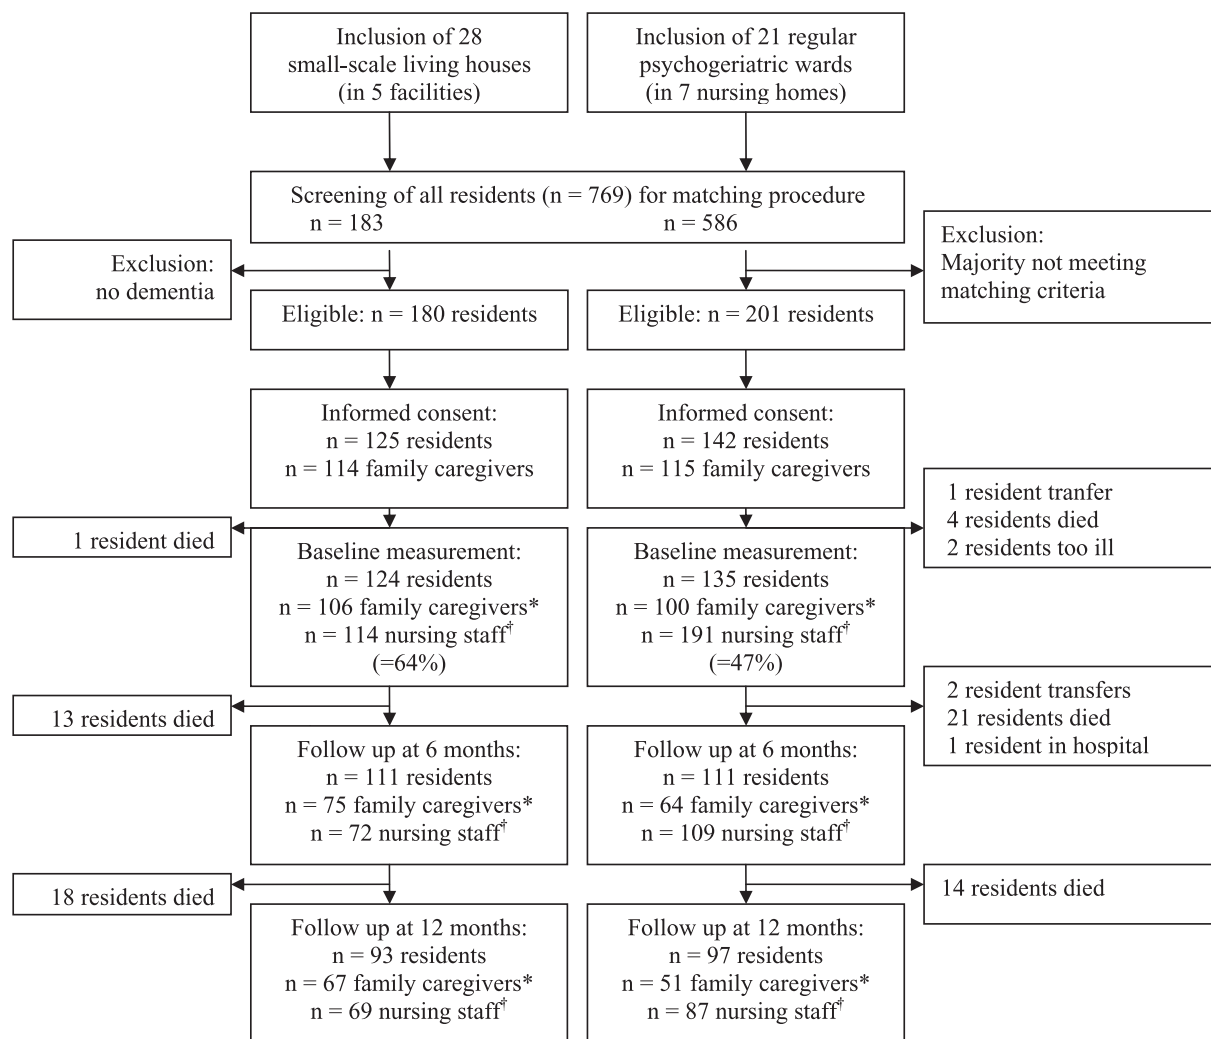 Inclusion of 28
small-scale living houses
(in 5 facilities)
Inclusion of 21 regular
psychogeriatric wards
(in 7 nursing homes)
Screening of all residents (n = 769) for matching procedure
n = 183
n = 586
Exclusion:
no dementia
Exclusion:
Majority not meeting
matching criteria
Eligible: n = 180 residents
Eligible: n = 201 residents
Informed consent:
n = 125 residents
n = 114 family caregivers
Informed consent:
n = 142 residents
n = 115 family caregivers
1 resident died
1 resident tranfer
4 residents died
2 residents too ill
Baseline measurement:
n = 124 residents
n = 106 family caregivers*
n = 114 nursing staff†
(=64%)
Baseline measurement:
n = 135 residents
n = 100 family caregivers*
n = 191 nursing staff†
(=47%)
13 residents died
2 resident transfers
21 residents died
1 resident in hospital
Follow up at 6 months:
n = 111 residents
n = 75 family caregivers*
n = 72 nursing staff†
Follow up at 6 months:
n = 111 residents
n = 64 family caregivers*
n = 109 nursing staff†
18 residents died
14 residents died
Follow up at 12 months:
n = 93 residents
n = 67 family caregivers*
n = 69 nursing staff†
Follow up at 12 months:
n = 97 residents
n = 51 family caregivers*
n = 87 nursing staff†